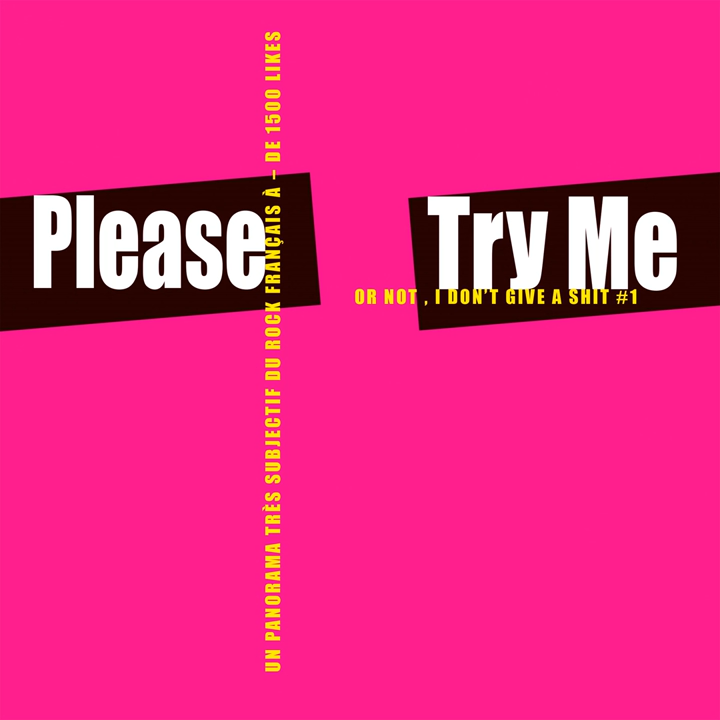 Please Try Me
OR NOT , I DON'T GIVE A SHIT #1
UN PANORAMA TRÈS SUBJECTIF DU ROCK FRANÇAIS À – DE 1500 LIKES